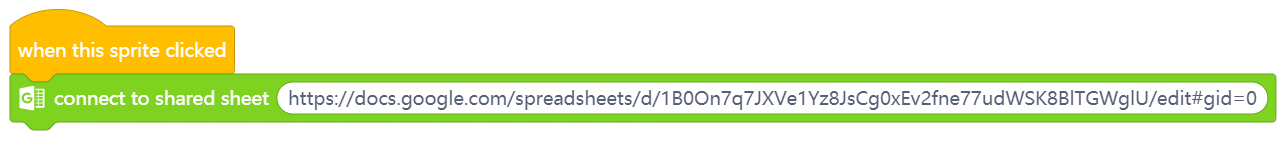 when this sprite clicked
connect to shared sheet https://docs.google.com/spreadsheets/d/1B0On7q7JXVe1Yz8JsCg0xEv2fne77udWSK8BlTGWglU/edit#gid=0